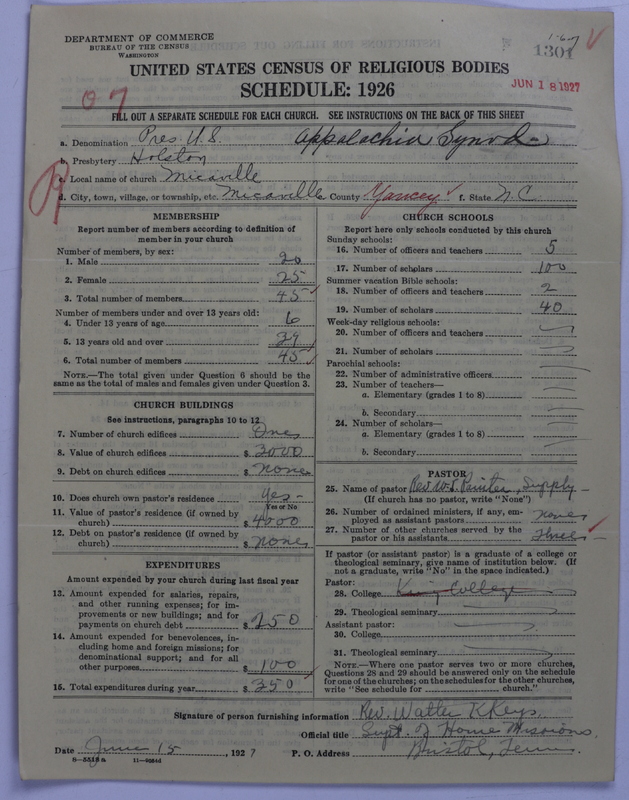 DEPARTMENT OF COMMERCE
BUREAU OF THE CENSUS
WASHINGTON
1301
UNITED STATES CENSUS OF RELIGIOUS BODIES
SCHEDULE: 1926
JUN 18 1927
FILL OUT A SEPARATE SCHEDULE FOR EACH CHURCH. SEE INSTRUCTIONS ON THE BACK OF THIS SHEET
a. Denomination Pres. U.S. Appalachia Synod
b. Presbytery Holston
c. Local name of church Micaville
d. City, town, village, or township, etc. Micaville e. County Yancey f. State N.C.
MEMBERSHIP
Report number of members according to definition of
member in your church
Number of members, by sex:
1. Male 20
2. Female 25
3. Total number of members 45
Number of members under and over 13 years old:
4. Under 13 years of age 6
5. 13 years old and over 39
6. Total number of members 45
NOTE.—The total given under Question 6 should be the
same as the total of males and females given under Question 3.
CHURCH BUILDINGS
See instructions, paragraphs 10 to 12
7. Number of church edifices One
8. Value of church edifices $ 3000
9. Debt on church edifices $ None
10. Does church own pastor's residence Yes
Yes or No
11. Value of pastor's residence (if owned by
church) $ 4000
12. Debt on pastor's residence (if owned by
church) $ None
EXPENDITURES
Amount expended by your church during last fiscal year
13. Amount expended for salaries, repairs,
and other running expenses; for im-
provements or new buildings; and for
payments on church debt $ 250
14. Amount expended for benevolences, in-
cluding home and foreign missions; for
denominational support; and for all
other purposes $ 100
15. Total expenditures during year $ 350
CHURCH SCHOOLS
Report here only schools conducted by this church
Sunday schools:
16. Number of officers and teachers 5
17. Number of scholars 100
Summer vacation Bible schools:
18. Number of officers and teachers 2
19. Number of scholars 40
Week-day religious schools:
20. Number of officers and teachers
21. Number of scholars
Parochial schools:
22. Number of administrative officers
23. Number of teachers—
a. Elementary (grades 1 to 8)
b. Secondary
24. Number of scholars—
a. Elementary (grades 1 to 8)
b. Secondary
PASTOR
25. Name of pastor Rev. W.S. Painter, Supply
(If church has no pastor, write "None")
26. Number of ordained ministers, if any, em-
ployed as assistant pastors None
27. Number of other churches served by the
pastor or his assistants Three
If pastor (or assistant pastor) is a graduate of a college or
theological seminary, give name of institution below. (If
not a graduate, write "No" in the space indicated.)
Pastor:
28. College King College
29. Theological seminary
Assistant pastor:
30. College
31. Theological seminary
NOTE.—Where one pastor serves two or more churches,
Questions 28 and 29 should be answered only on the schedule
for one of the churches; on the schedules for the other churches,
write "See schedule for church."
Signature of person furnishing information Rev. Walter K Keys
Official title Supt. of Home Missions
Date June 15, 1927 P. O. Address Bristol, Tenn.